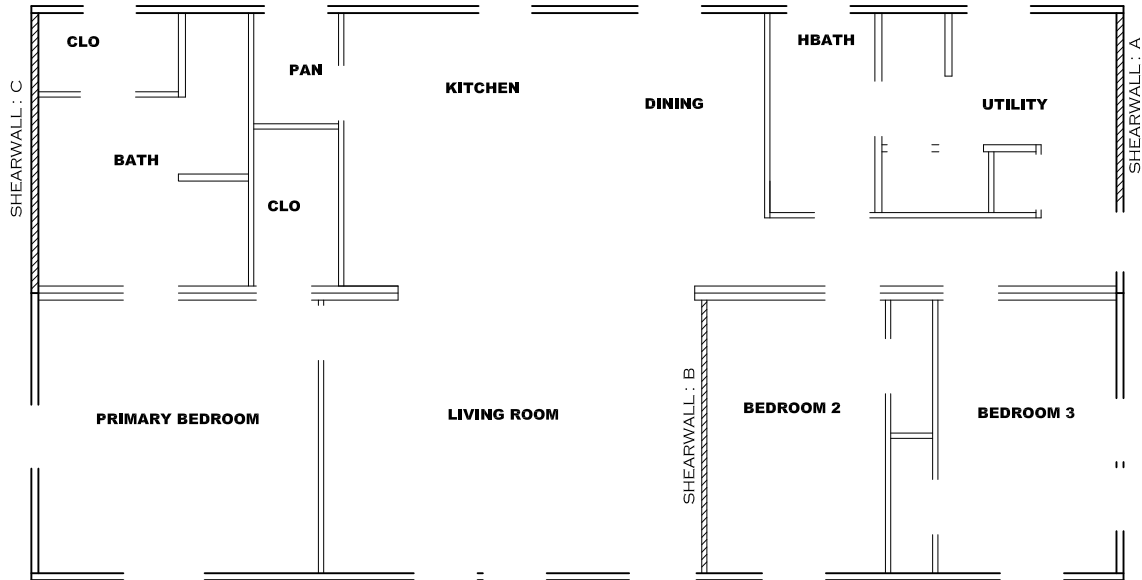 CLO
HBATH
PAN
KITCHEN
DINING
UTILITY
SHEARWALL : C
SHEARWALL : A
BATH
CLO
PRIMARY BEDROOM
LIVING ROOM
SHEARWALL : B
BEDROOM 2
BEDROOM 3